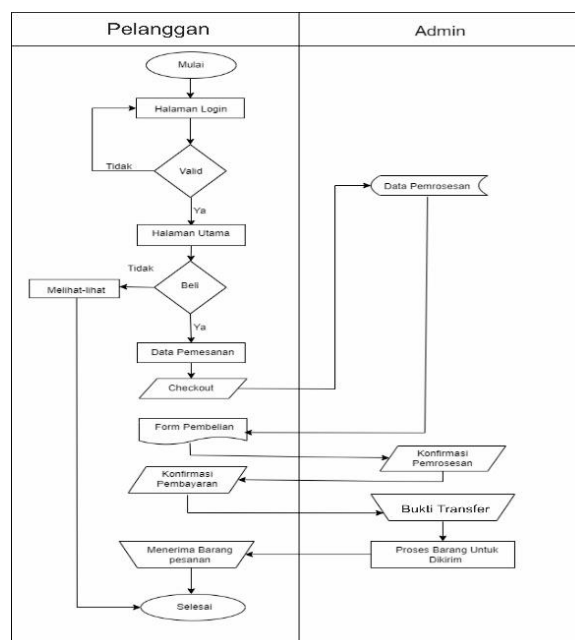 Pelanggan
Admin
Mulai
Halaman Login
Tidak
Valid
Data Pemrosesan
Ya
Halaman Utama
Tidak
Beli
Melihat-lihat
Ya
Data Pemesanan
Checkout
Form Pembelian
Konfirmasi
Pemrosesan
Konfirmasi
Pembayaran
Bukti Transfer
Menerima Barang
pesanan
Proses Barang Untuk
Dikirim
Selesai